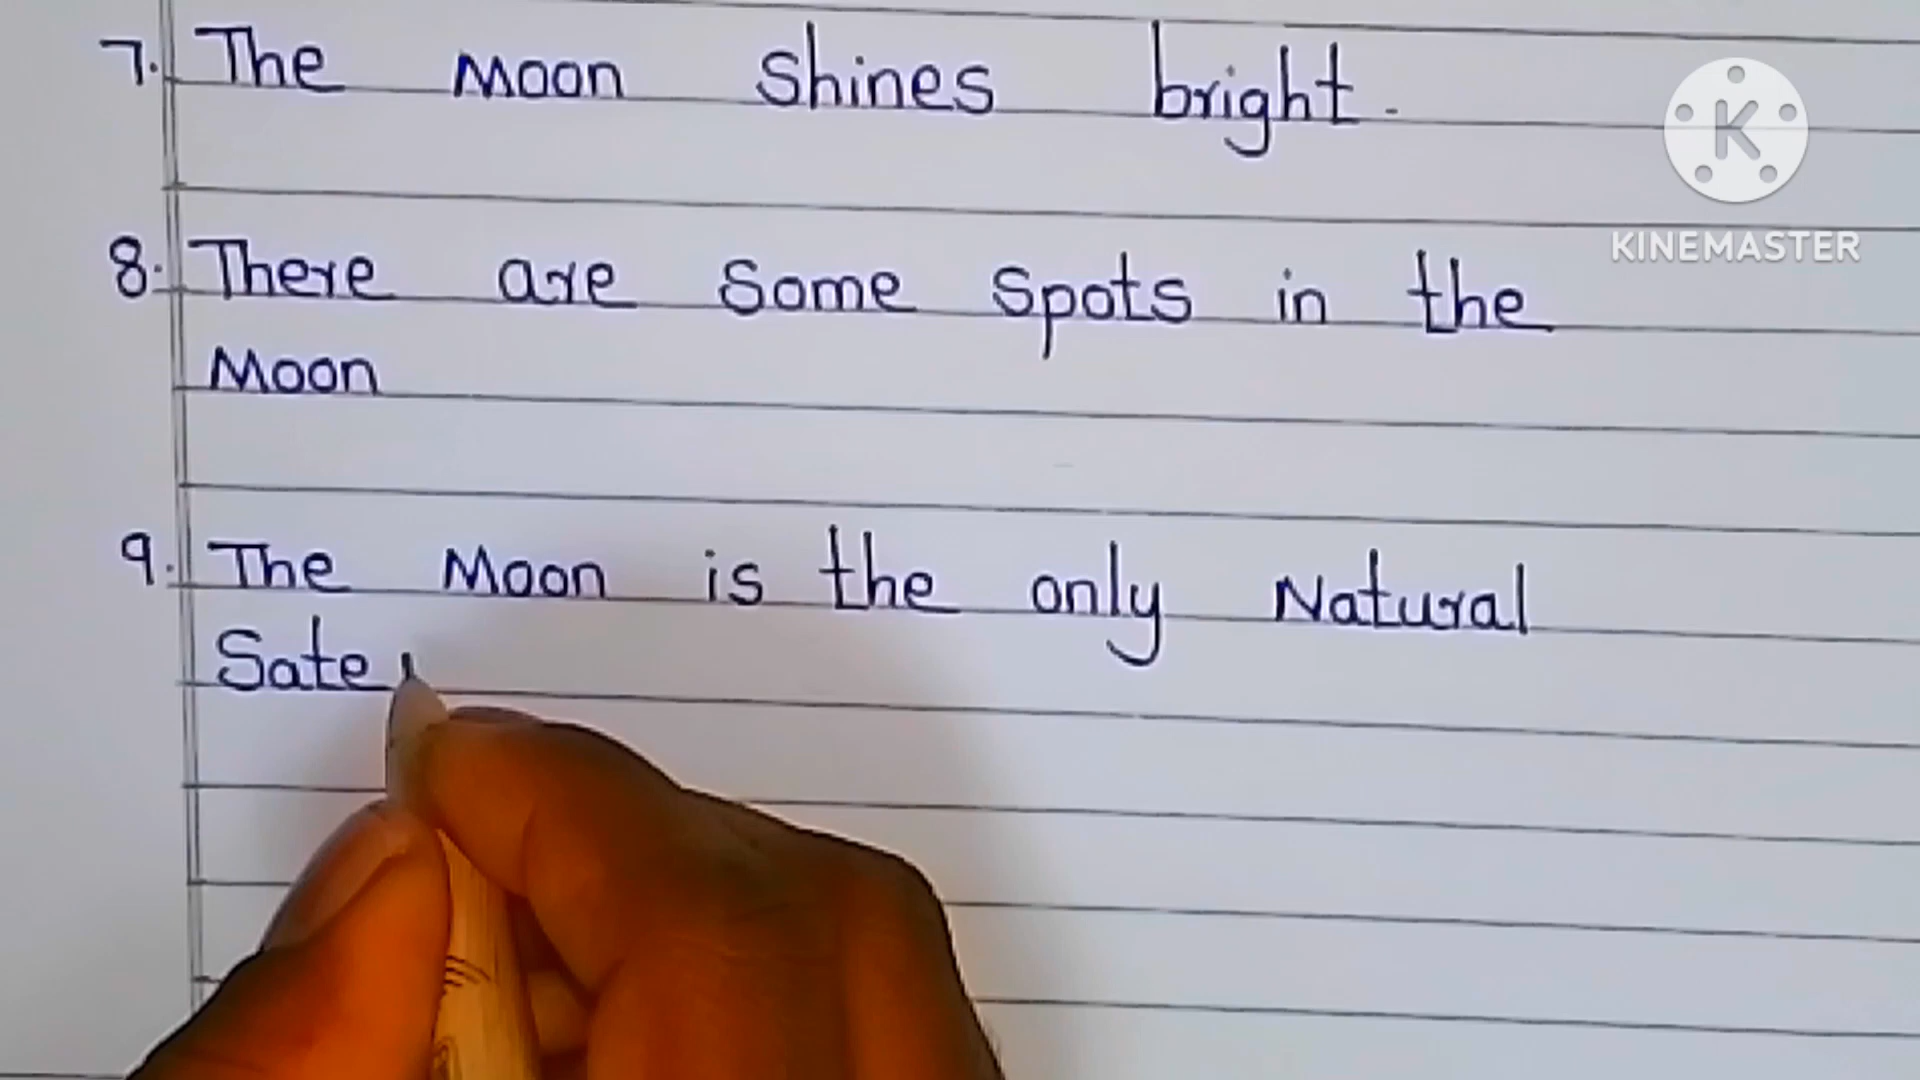 7. The Moon Shines bright.
8. There are Some Spots in the
Moon
9. The Moon is the only Natural
Sate
KINEMASTER